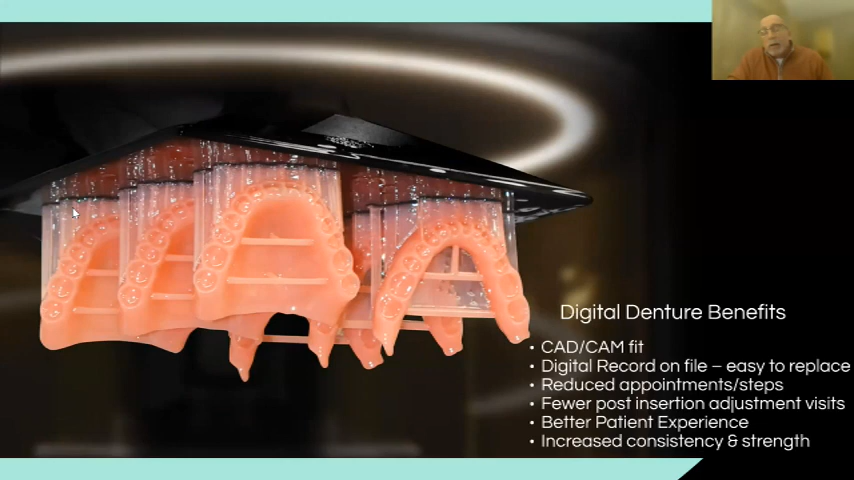 Digital Denture Benefits
• CAD/CAM fit
• Digital Record on file – easy to replace
• Reduced appointments/steps
• Fewer post insertion adjustment visits
• Better Patient Experience
• Increased consistency & strength